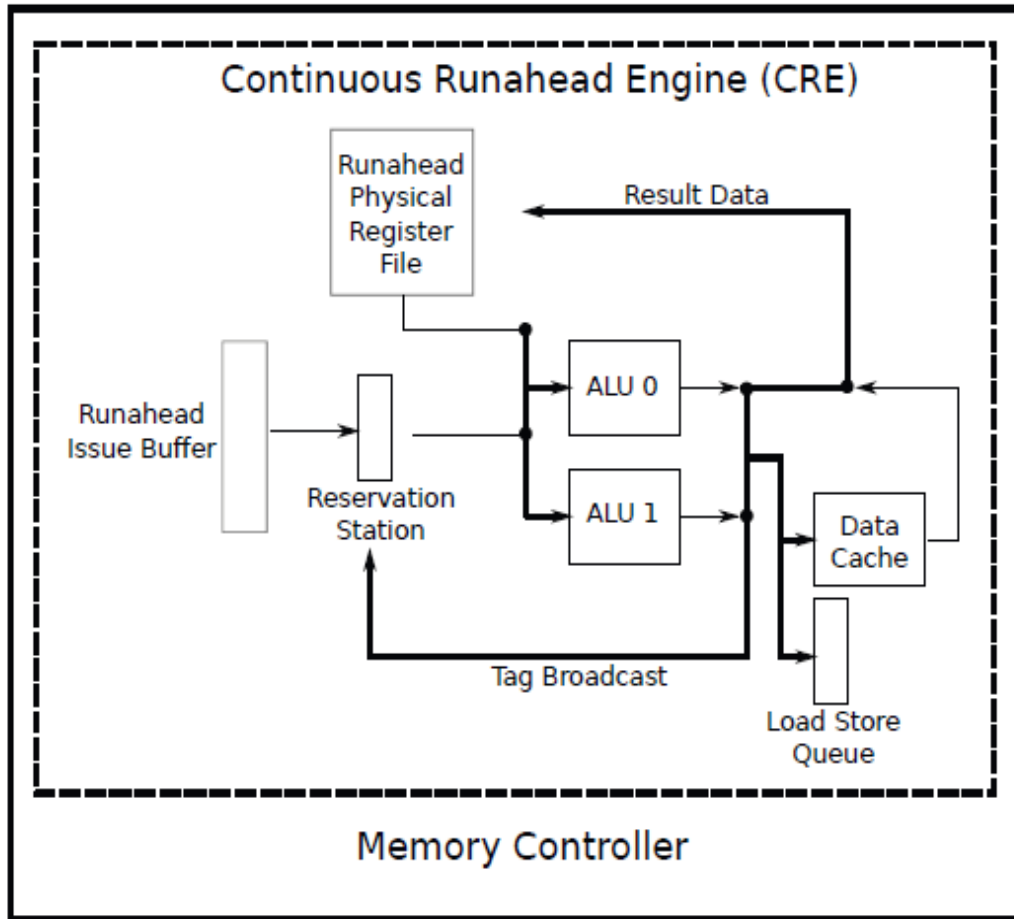 Continuous Runahead Engine (CRE)
Runahead
Physical
Register
File
Result Data
ALU 0
Runahead
Issue Buffer
Reservation
Station
ALU 1
Data
Cache
Tag Broadcast
Load Store
Queue
Memory Controller